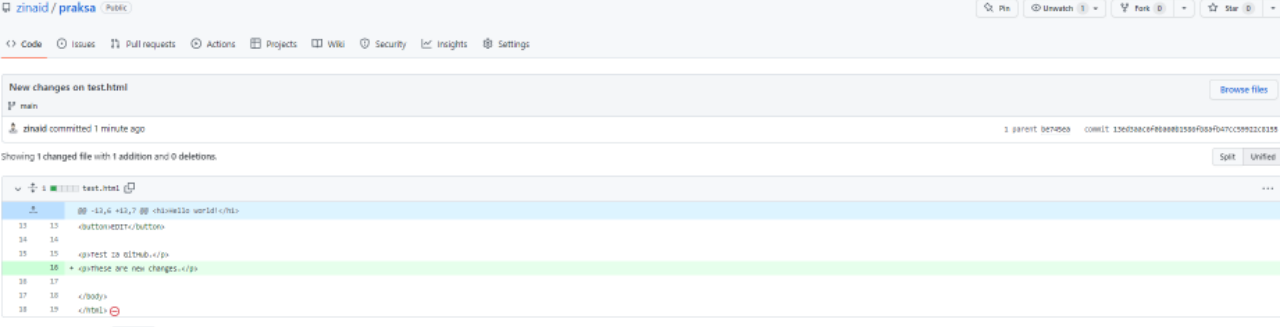 zinaid / praksa Public
Pin Unwatch 1 Fork 0 Star 0
Code Issues Pull requests Actions Projects Wiki Security Insights Settings
New changes on test.html
Browse files
main
zinaid committed 1 minute ago
1 parent be745ea commit
Showing 1 changed file with 1 addition and 0 deletions.
Split Unified
1 test.html
@@ -13,6 +13,7 @@ <h1>Hello world!</h1>
13 13 <button>EDIT</button>
14 14
15 15 <p>Test za GitHub.</p>
16 + <p>These are new changes.</p>
16 17
17 18 </body>
18 19 </html>